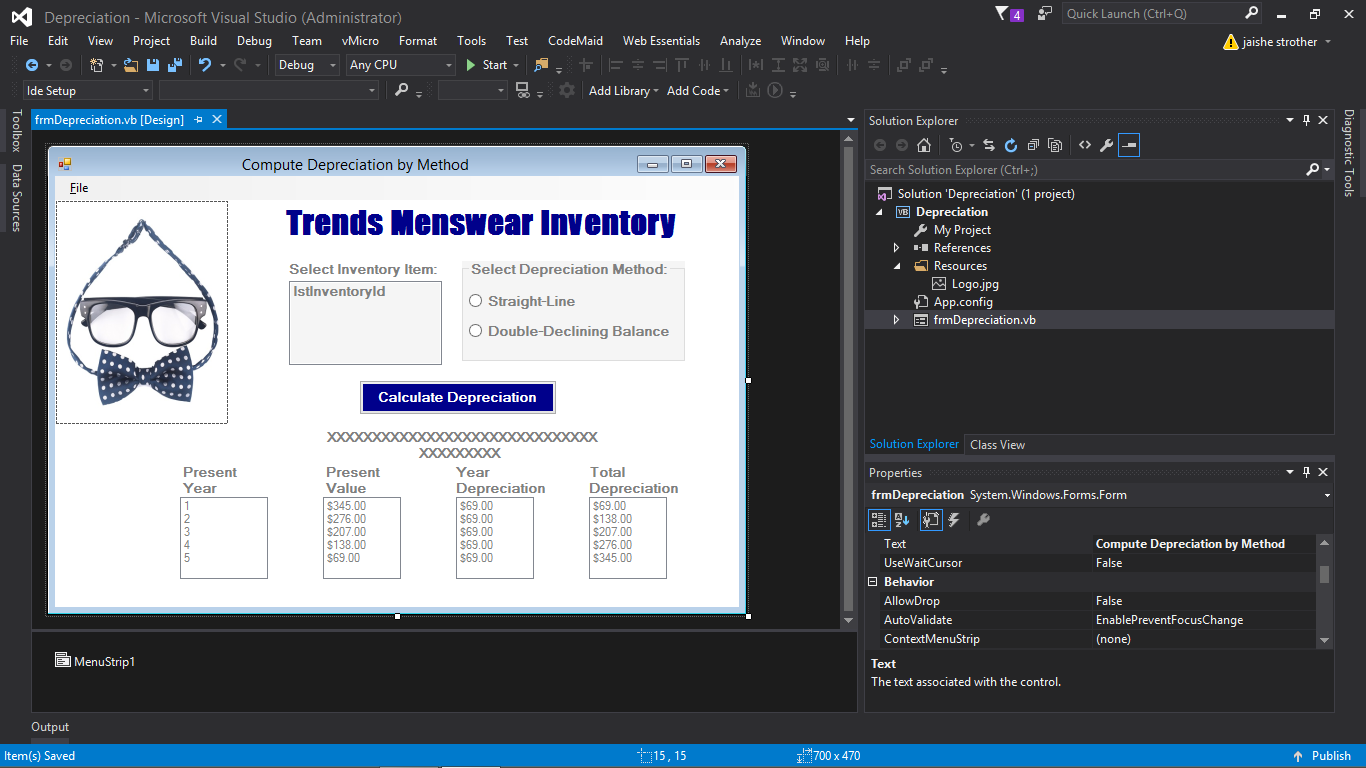 Depreciation - Microsoft Visual Studio (Administrator)
4
Quick Launch (Ctrl+Q)
File Edit View Project Build Debug Team vMicro Format Tools Test CodeMaid Web Essentials Analyze Window Help
jaishe strother
Debug Any CPU Start
Ide Setup Add Library Add Code
Toolbox
Data Sources
frmDepreciation.vb [Design]
Compute Depreciation by Method
File
Trends Menswear Inventory
Select Inventory Item:
lstInventoryId
Select Depreciation Method:
Straight-Line
Double-Declining Balance
Calculate Depreciation
XXXXXXXXXXXXXXXXXXXXXXXXXXXXXX
XXXXXXXXX
Present Present Year Total
Year Value Depreciation Depreciation
1 $345.00 $69.00 $69.00
2 $276.00 $69.00 $138.00
3 $207.00 $69.00 $207.00
4 $138.00 $69.00 $276.00
5 $69.00 $69.00 $345.00
MenuStrip1
Output
Solution Explorer
Search Solution Explorer (Ctrl+;)
Solution 'Depreciation' (1 project)
VB Depreciation
My Project
References
Resources
Logo.jpg
App.config
frmDepreciation.vb
Solution Explorer Class View
Properties
frmDepreciation System.Windows.Forms.Form
Text Compute Depreciation by Method
UseWaitCursor False
Behavior
AllowDrop False
AutoValidate EnablePreventFocusChange
ContextMenuStrip (none)
Text
The text associated with the control.
Diagnostic Tools
Item(s) Saved 15 , 15 700 x 470 Publish